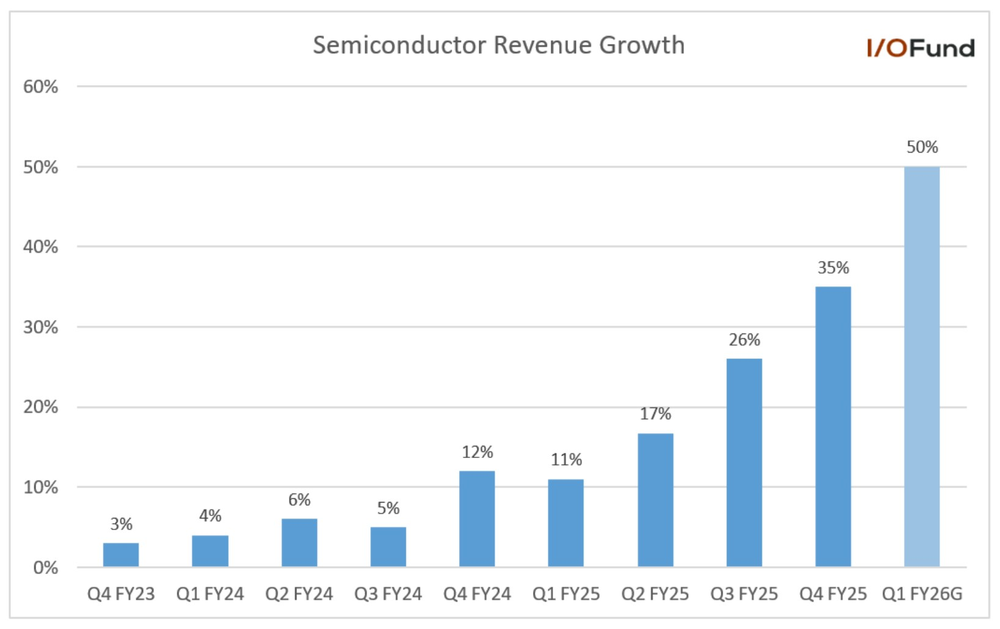 Semiconductor Revenue Growth
I/OFund
60%
50%
40%
30%
20%
10%
0%
3%
4%
6%
5%
12%
11%
17%
26%
35%
50%
Q4 FY23
Q1 FY24
Q2 FY24
Q3 FY24
Q4 FY24
Q1 FY25
Q2 FY25
Q3 FY25
Q4 FY25
Q1 FY26G